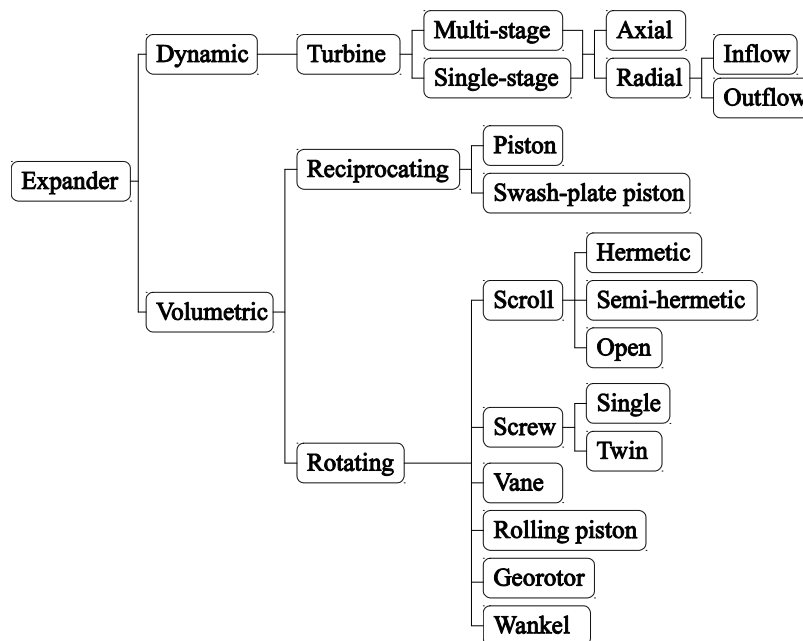 Expander
Dynamic
Turbine
Multi-stage
Single-stage
Axial
Radial
Inflow
Outflow
Volumetric
Reciprocating
Piston
Swash-plate piston
Rotating
Scroll
Hermetic
Semi-hermetic
Open
Screw
Single
Twin
Vane
Rolling piston
Georotor
Wankel